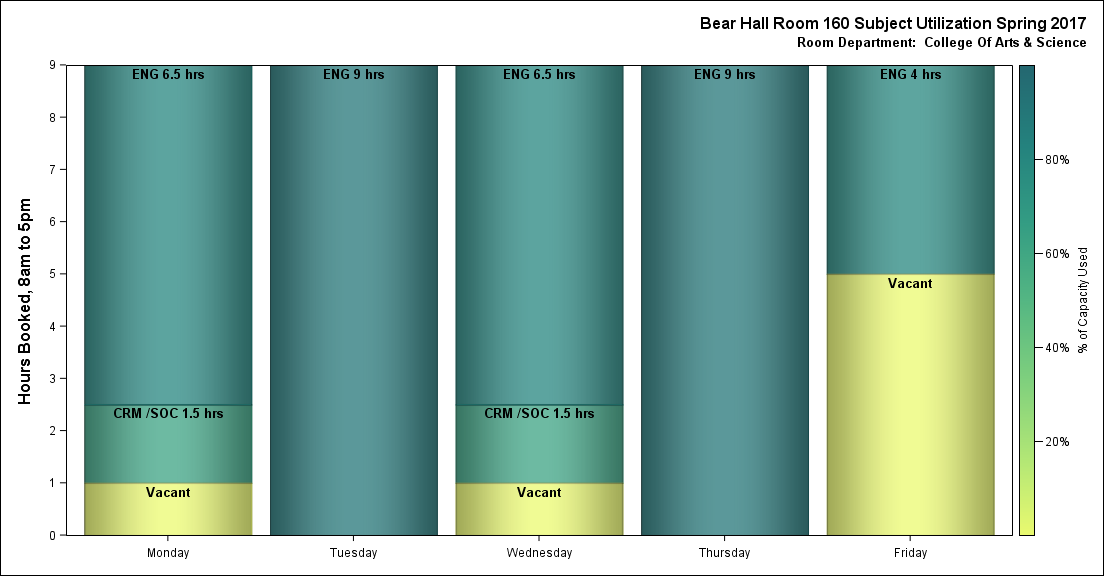 Bear Hall Room 160 Subject Utilization Spring 2017
Room Department:  College Of Arts & Science
Hours Booked, 8am to 5pm
9
8
7
6
5
4
3
2
1
0
ENG 6.5 hrs
CRM /SOC 1.5 hrs
Vacant
ENG 9 hrs
ENG 6.5 hrs
CRM /SOC 1.5 hrs
Vacant
ENG 9 hrs
ENG 4 hrs
Vacant
Monday
Tuesday
Wednesday
Thursday
Friday
80%
60%
40%
20%
% of Capacity Used